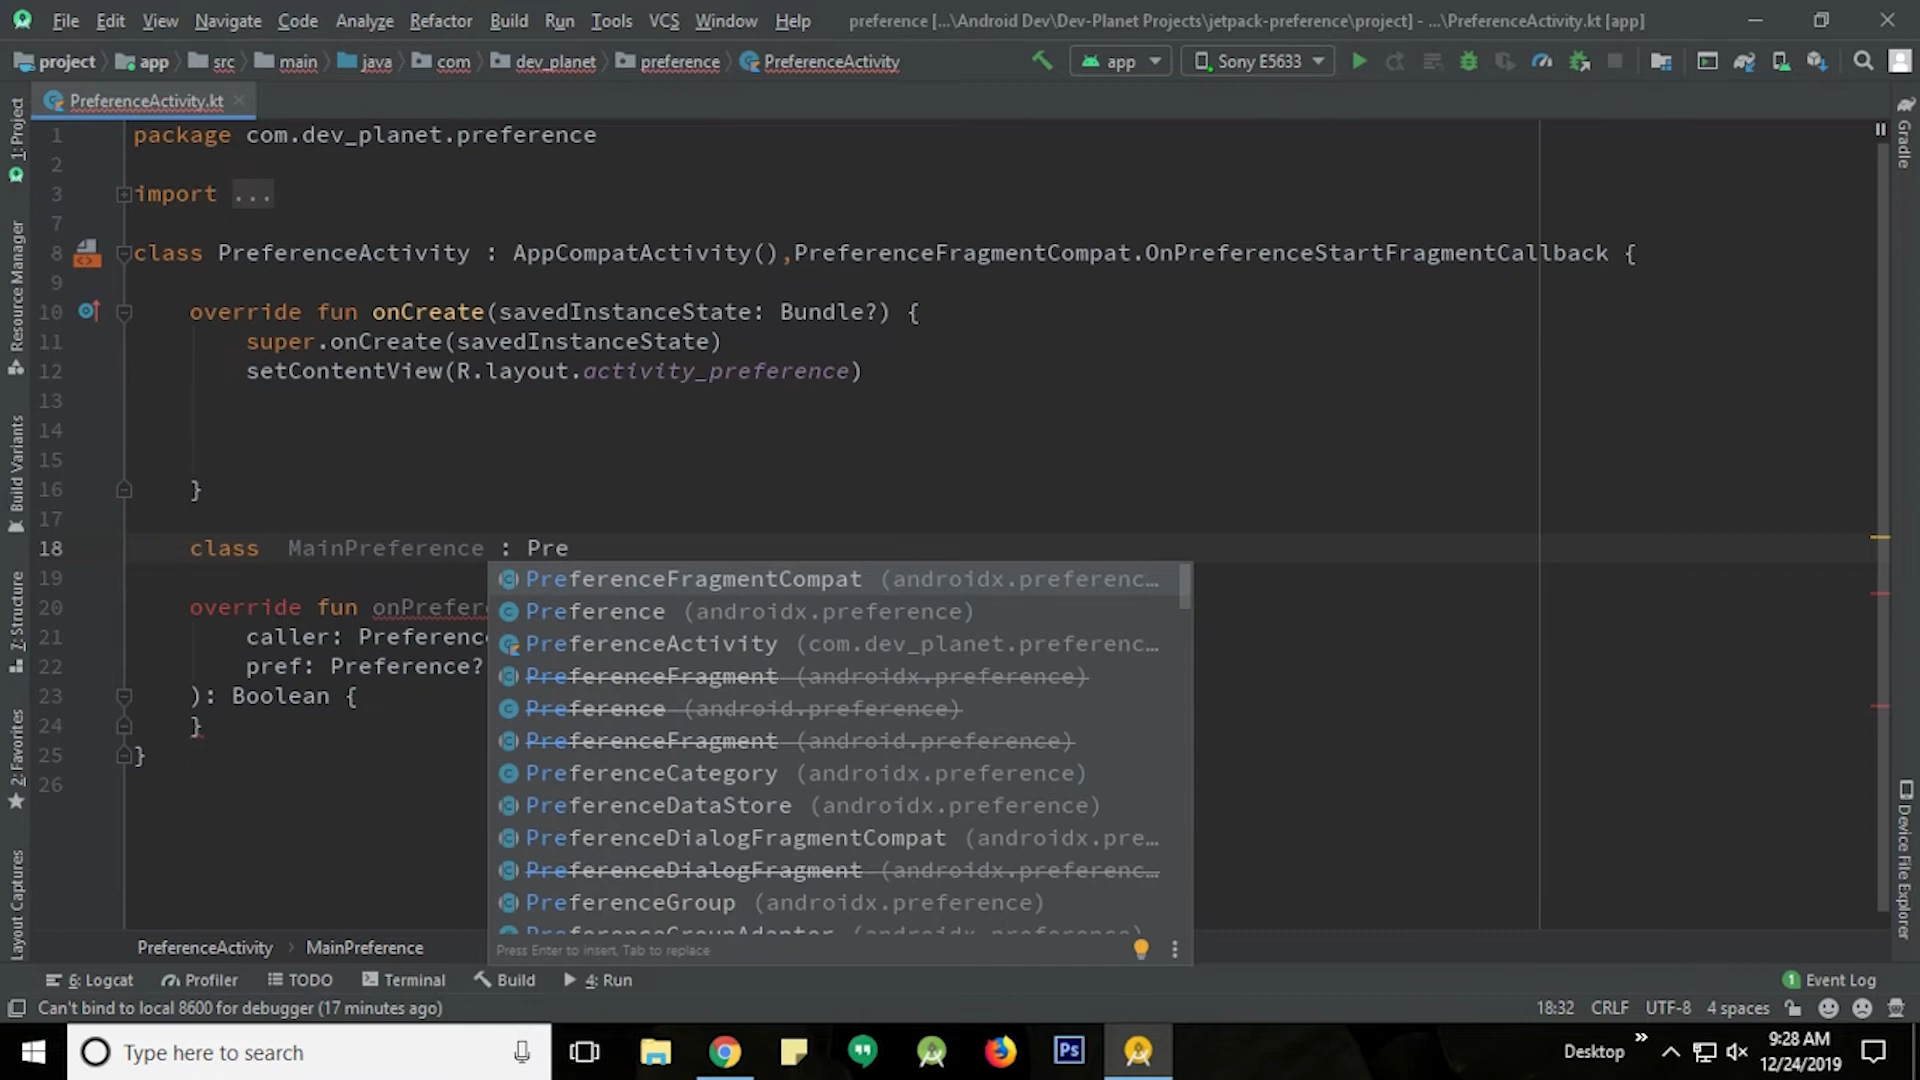 File Edit View Navigate Code Analyze Refactor Build Run Tools VCS Window Help preference [...\Android Dev\Dev-Planet Projects\jetpack-preference\project] - ...\PreferenceActivity.kt [app]
project app src main java com dev_planet preference PreferenceActivity app Sony E5633
PreferenceActivity.kt
1 package com.dev_planet.preference
2
3 import ...
7
8 class PreferenceActivity : AppCompatActivity(),PreferenceFragmentCompat.OnPreferenceStartFragmentCallback {
9
10 override fun onCreate(savedInstanceState: Bundle?) {
11 super.onCreate(savedInstanceState)
12 setContentView(R.layout.activity_preference)
13
14
15
16 }
17
18 class MainPreference : Pre
19
20 override fun onPrefere
21 caller: Preference
22 pref: Preference?
23 ): Boolean {
24 }
25 }
26
PreferenceFragmentCompat (androidx.preferenc...
Preference (androidx.preference)
PreferenceActivity (com.dev_planet.preferenc...
PreferenceFragment (androidx.preference)
Preference (android.preference)
PreferenceFragment (android.preference)
PreferenceCategory (androidx.preference)
PreferenceDataStore (androidx.preference)
PreferenceDialogFragmentCompat (androidx.pre...
PreferenceDialogFragment (androidx.preferenc...
PreferenceGroup (androidx.preference)
Press Enter to insert, Tab to replace
1: Project
Resource Manager
Build Variants
7: Structure
2: Favorites
Layout Captures
Gradle
Device File Explorer
PreferenceActivity MainPreference
6: Logcat Profiler TODO Terminal Build 4: Run 1 Event Log
Can't bind to local 8600 for debugger (17 minutes ago) 18:32 CRLF UTF-8 4 spaces
Type here to search Ps Desktop 9:28 AM
12/24/2019